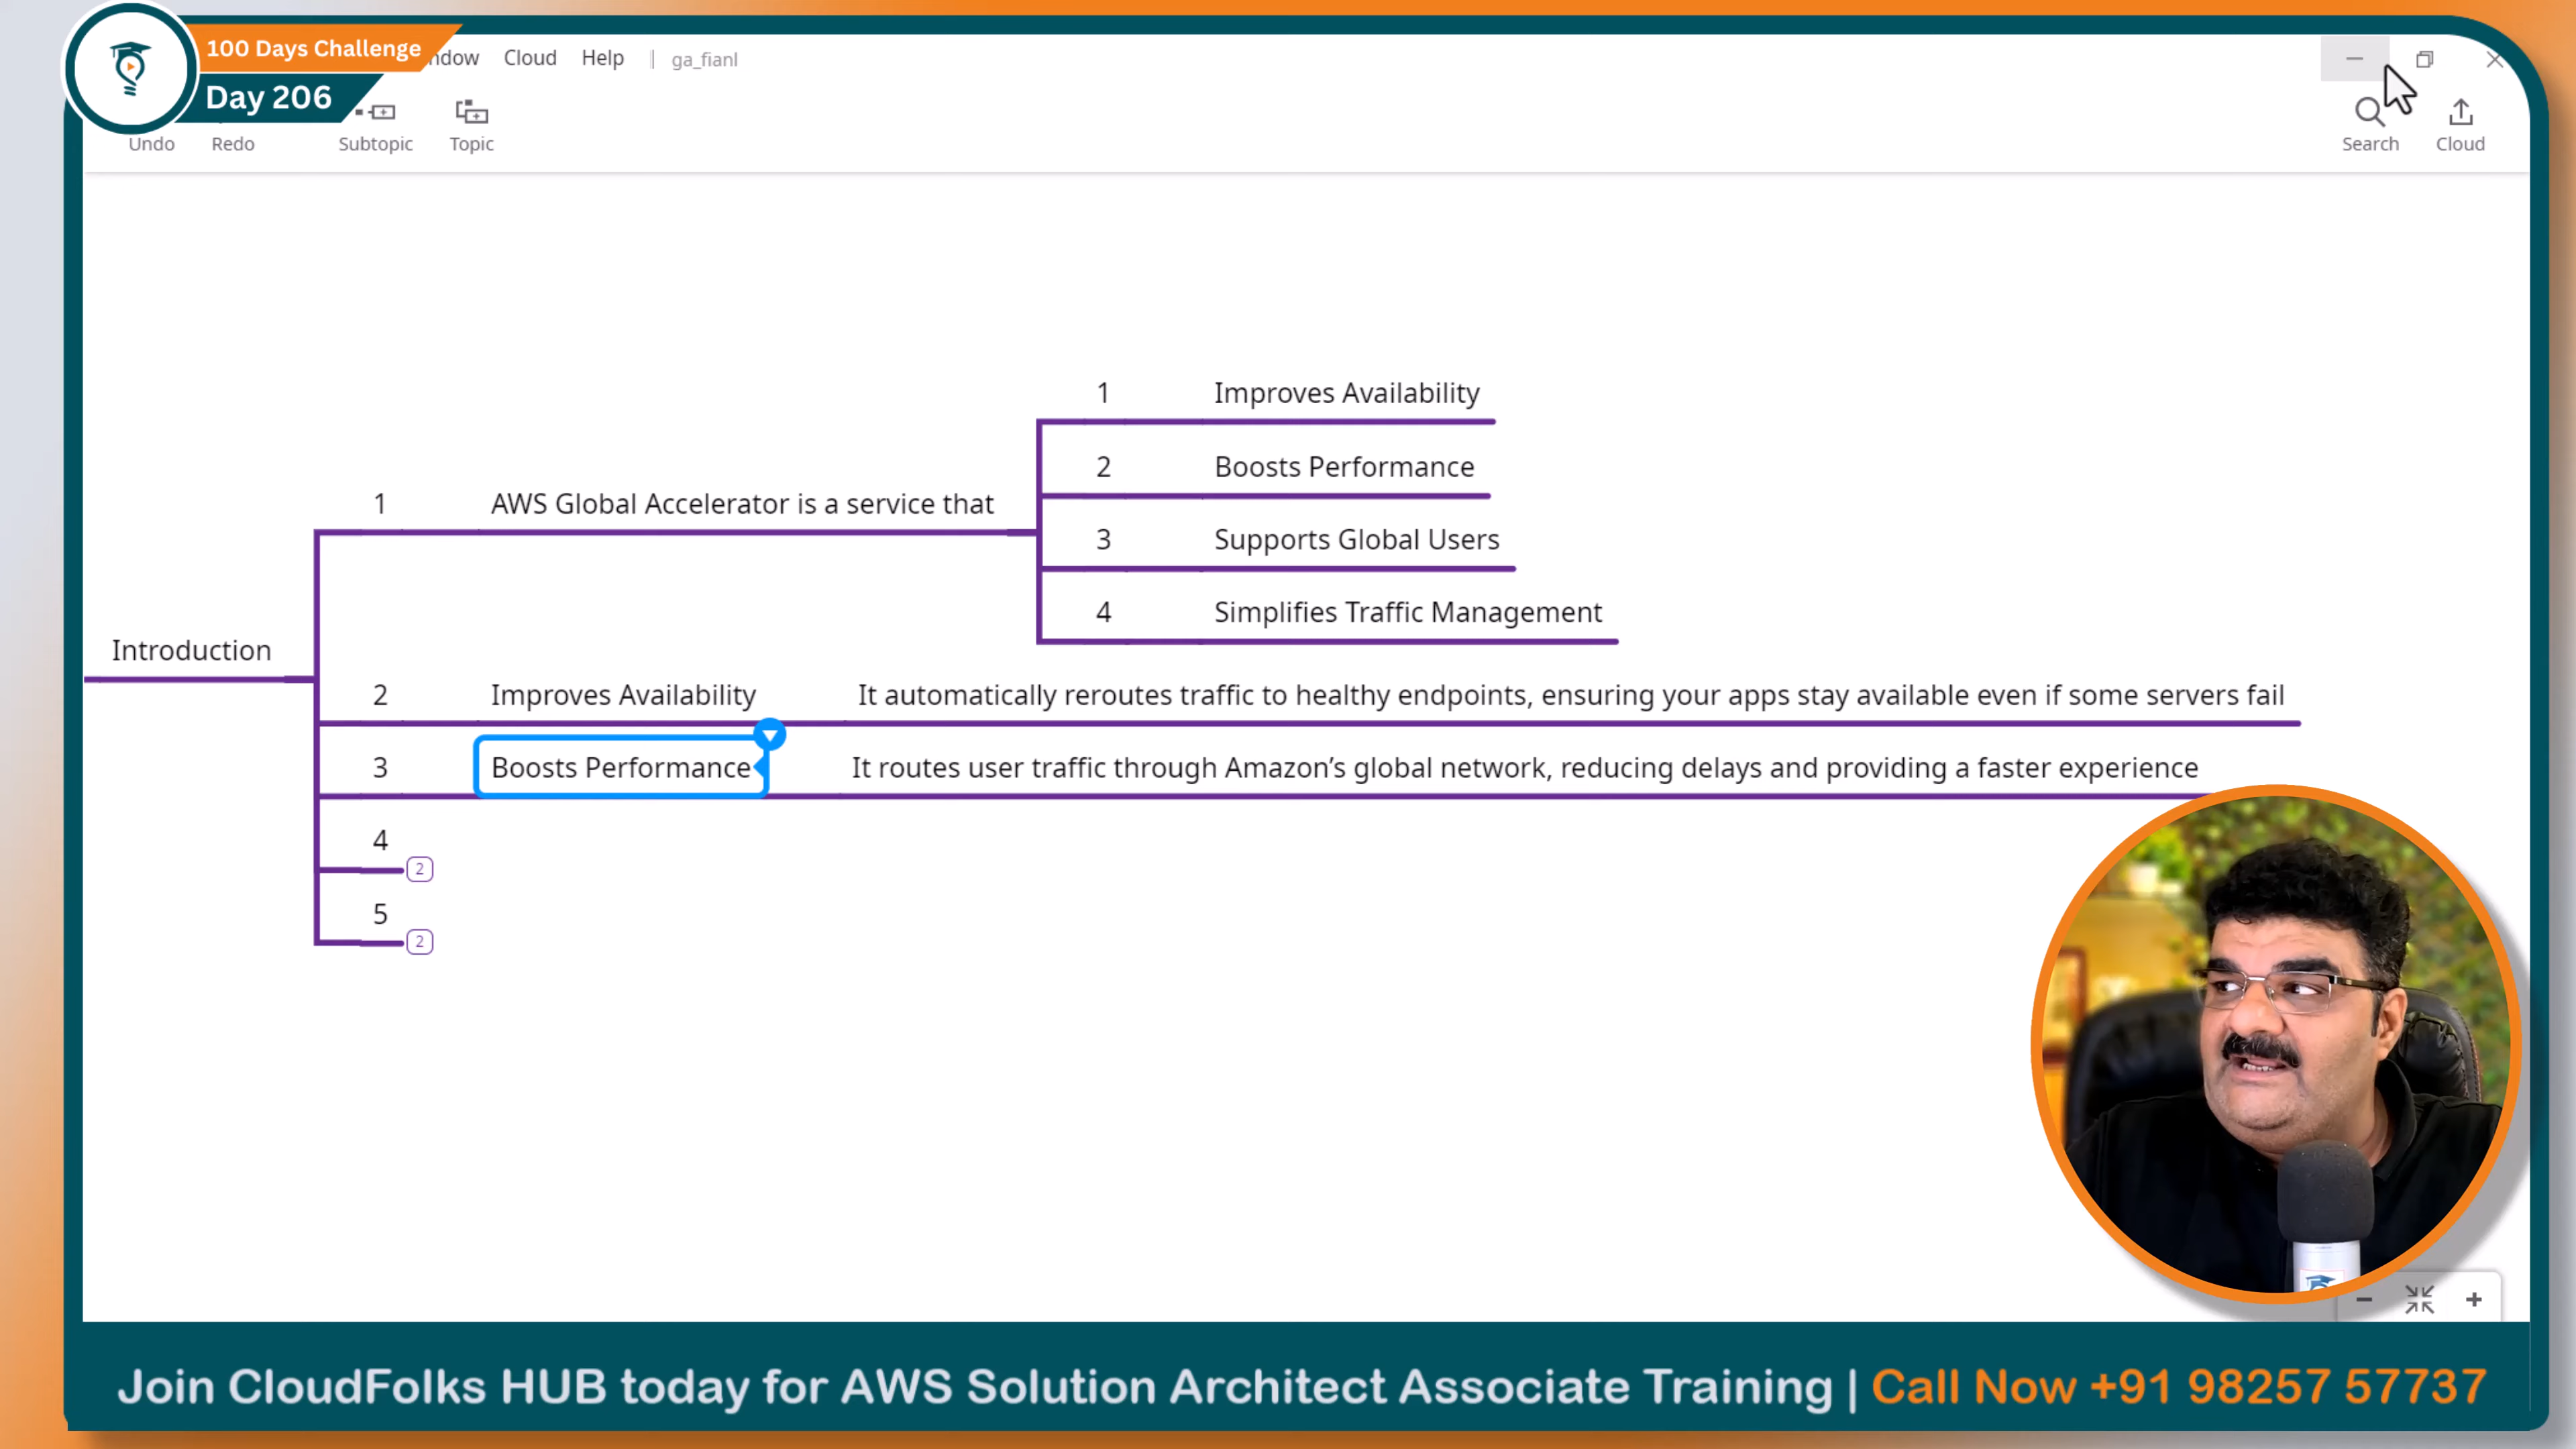 100 Days Challenge
Day 206
ndow Cloud Help | ga_fianl
Undo Redo Subtopic Topic Search Cloud
1 Improves Availability
2 Boosts Performance
1 AWS Global Accelerator is a service that
3 Supports Global Users
4 Simplifies Traffic Management
Introduction
2 Improves Availability It automatically reroutes traffic to healthy endpoints, ensuring your apps stay available even if some servers fail
3 Boosts Performance It routes user traffic through Amazon’s global network, reducing delays and providing a faster experience
4 2
5 2
Join CloudFolks HUB today for AWS Solution Architect Associate Training | Call Now +91 98257 57737